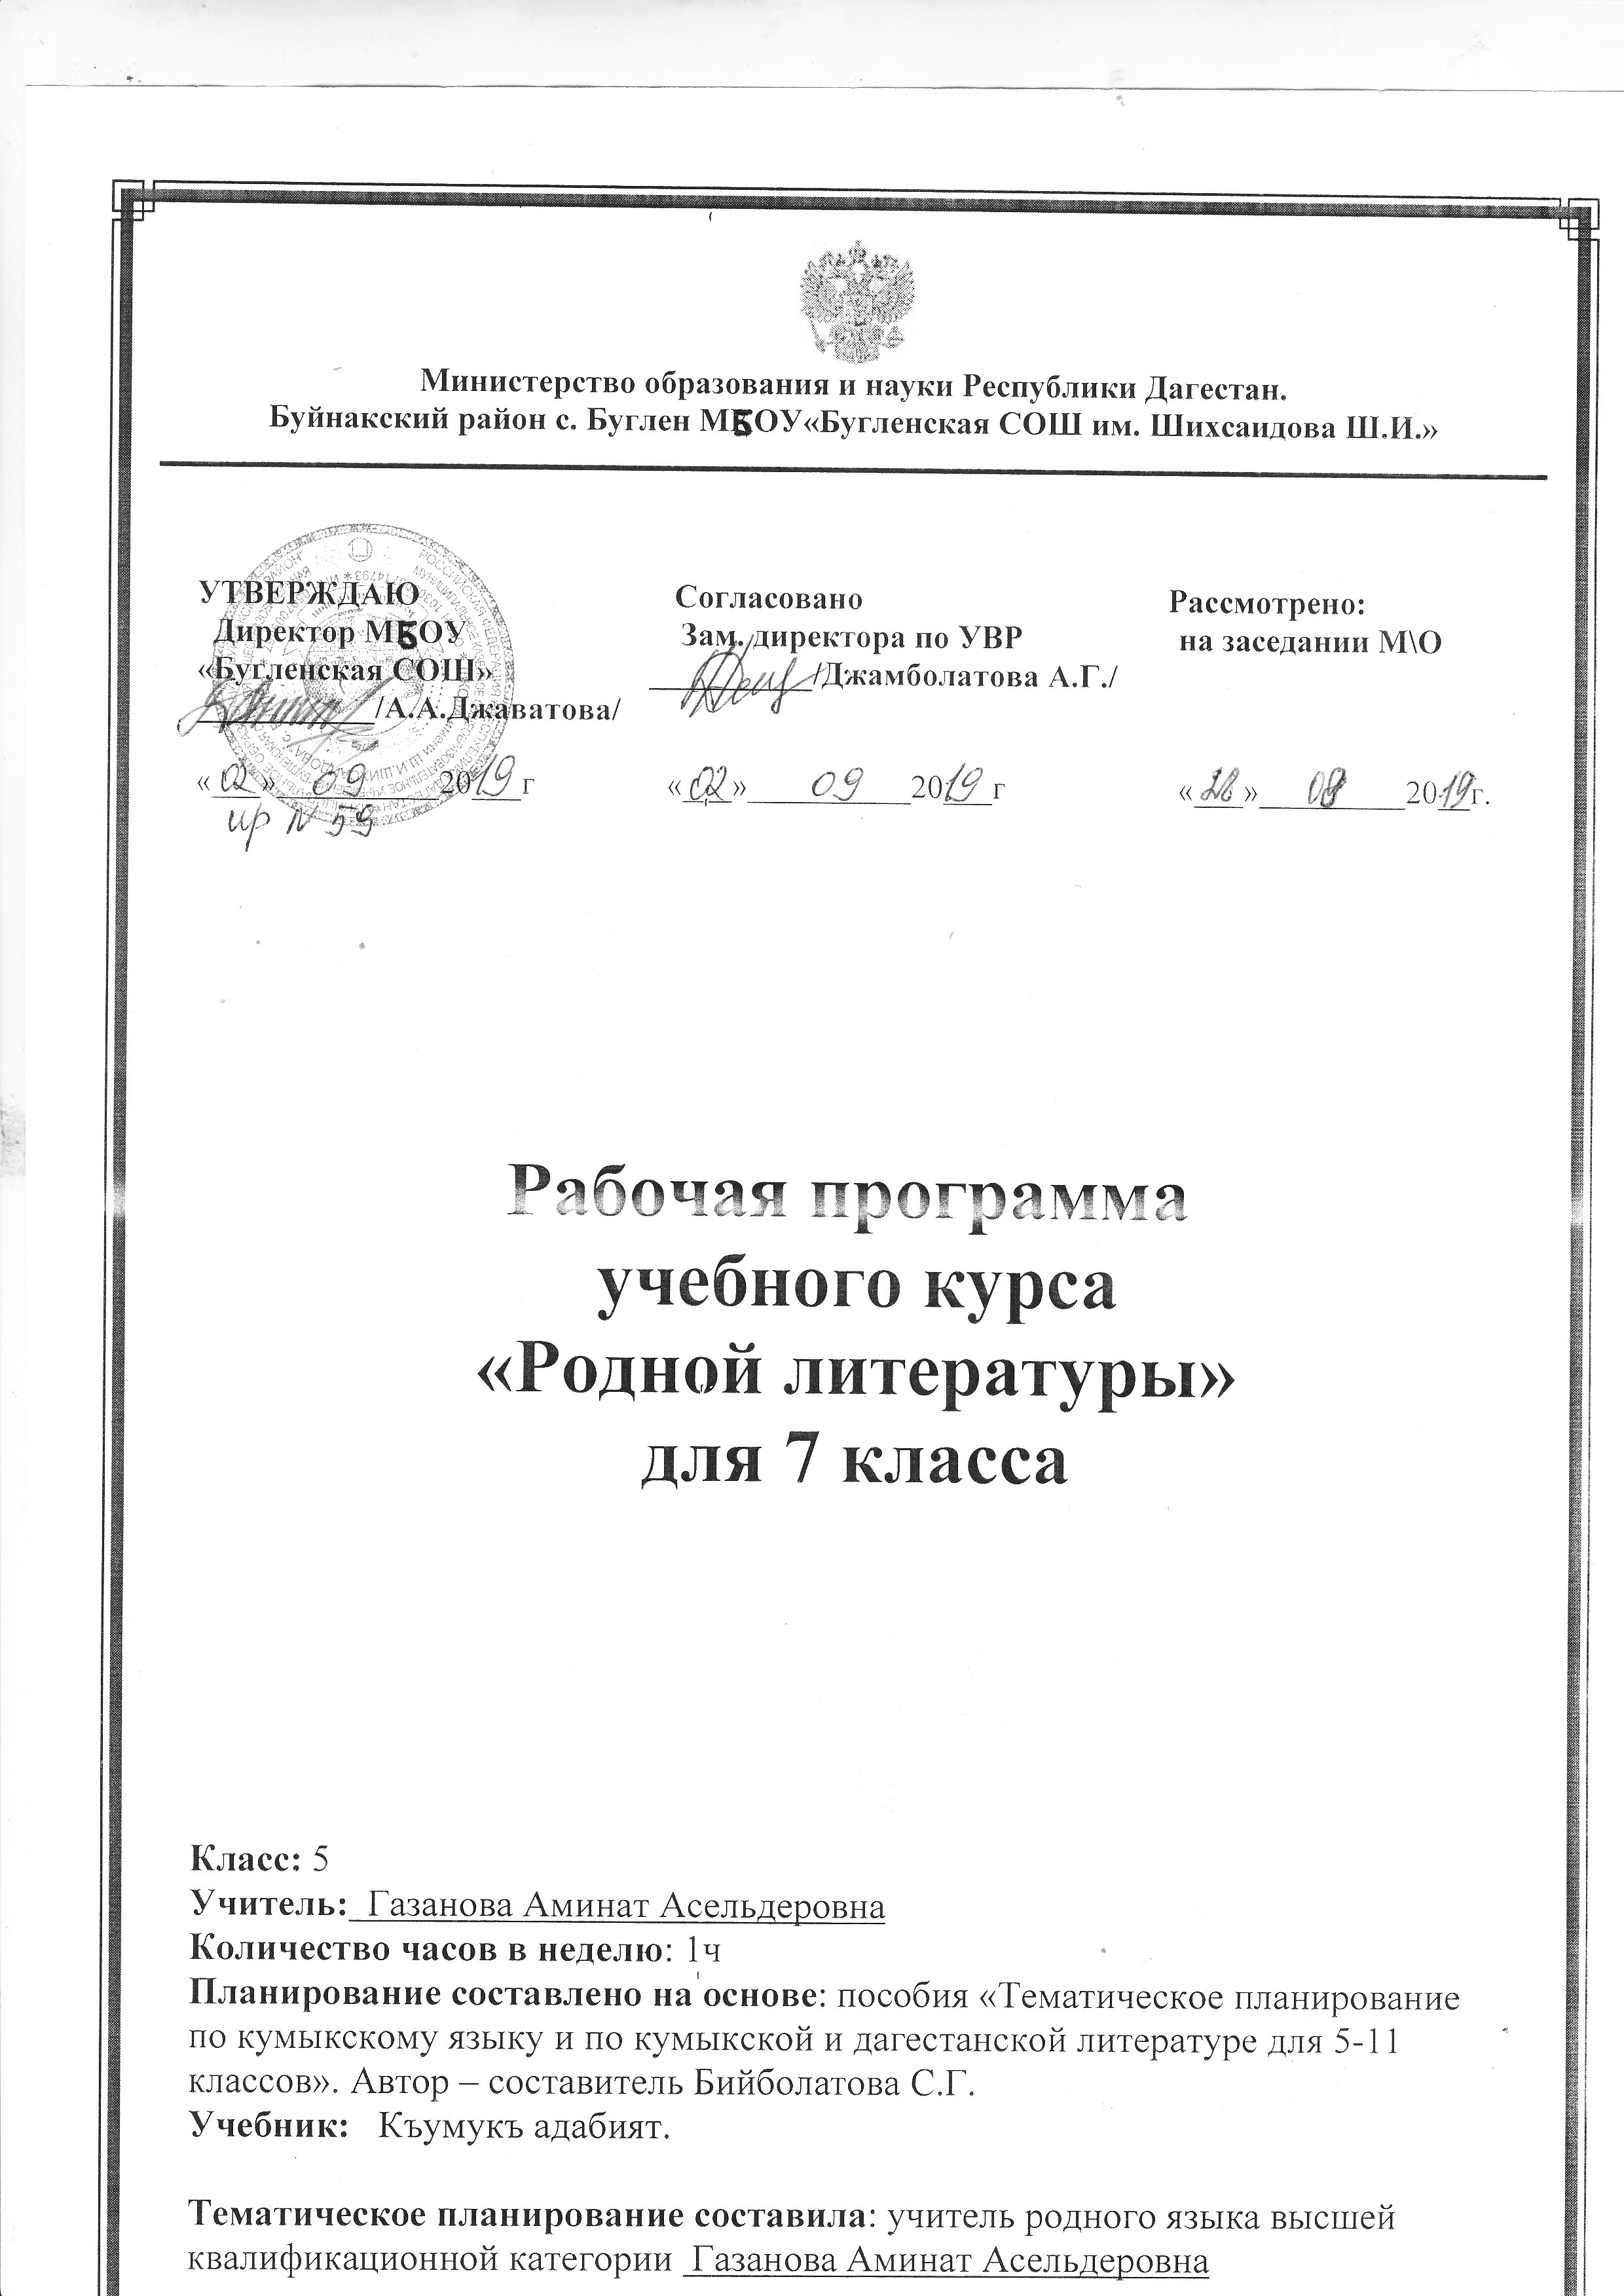 Министерство образования и науки Республики Дагестан.
Буйнакский район с. Буглен МБОУ«Бугленская СОШ им. Шихсаидова Ш.И.»
УТВЕРЖДАЮ
Директор МБОУ
«Бугленская СОШ»
/А.А.Джаватова/
«02» 09 2019г
пр N 59
Согласовано
Зам. директора по УВР
/Джамболатова А.Г./
«02» 09 2019г
Рассмотрено:
на заседании М\О
«28» 08 2019г.
Рабочая программа
учебного курса
«Родной литературы»
для 7 класса
Класс: 5
Учитель: Газанова Аминат Асельдеровна
Количество часов в неделю: 1ч
Планирование составлено на основе: пособия «Тематическое планирование
по кумыкскому языку и по кумыкской и дагестанской литературе для 5-11
классов». Автор – составитель Бийболатова С.Г.
Учебник: Къумукъ адабият.
Тематическое планирование составила: учитель родного языка высшей
квалификационной категории Газанова Аминат Асельдеровна